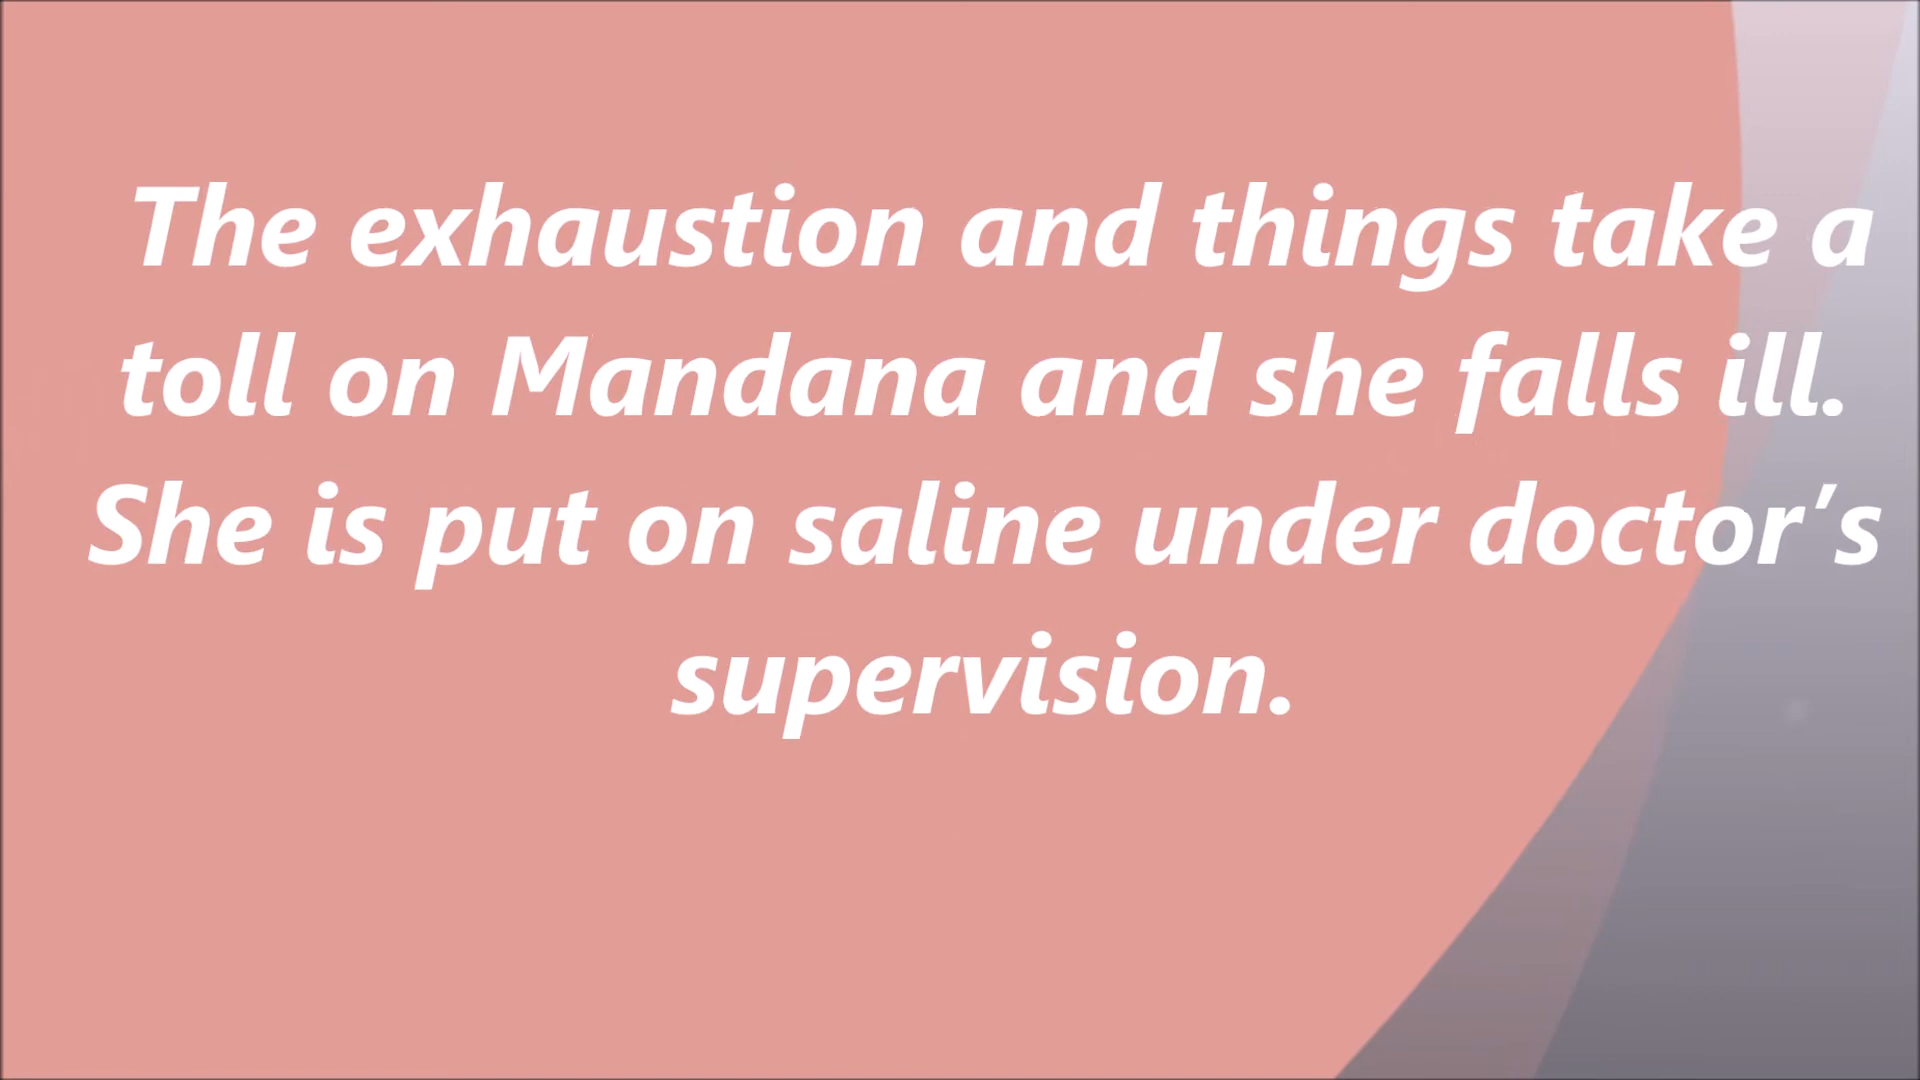 The exhaustion and things take a
toll on Mandana and she falls ill.
She is put on saline under doctor’s
supervision.